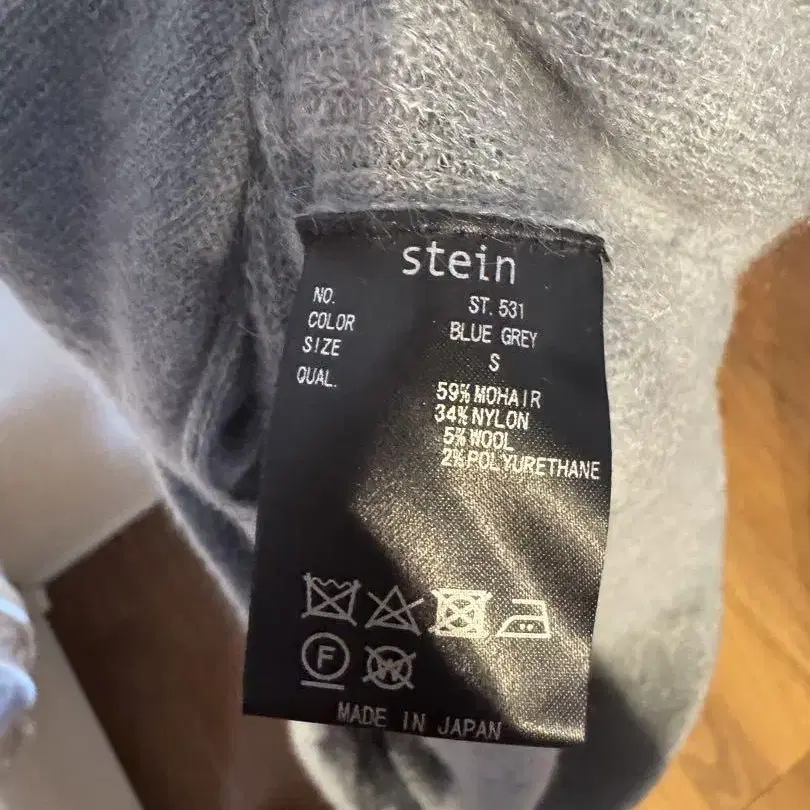 stein
NO. ST. 531
COLOR BLUE GREY
SIZE S
QUAL. 59% MOHAIR
34% NYLON
5% WOOL
2% POLYURETHANE
F
W
MADE IN JAPAN